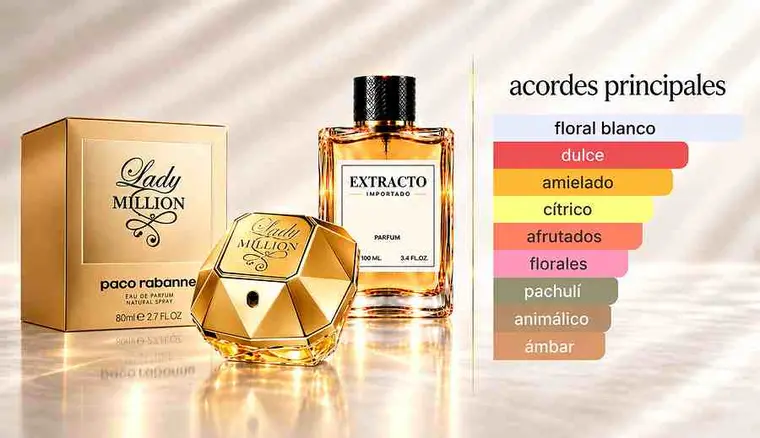 Lady
MILLION
paco rabanne
EAU DE PARFUM
NATURAL SPRAY
80ml e 2.7 FL OZ
Lady
MILLION
EXTRACTO
IMPORTADO
PARFUM
100 ML 3.4 FL.OZ.
acordes principales
floral blanco
dulce
amielado
cítrico
afrutados
florales
pachulí
animálico
ámbar